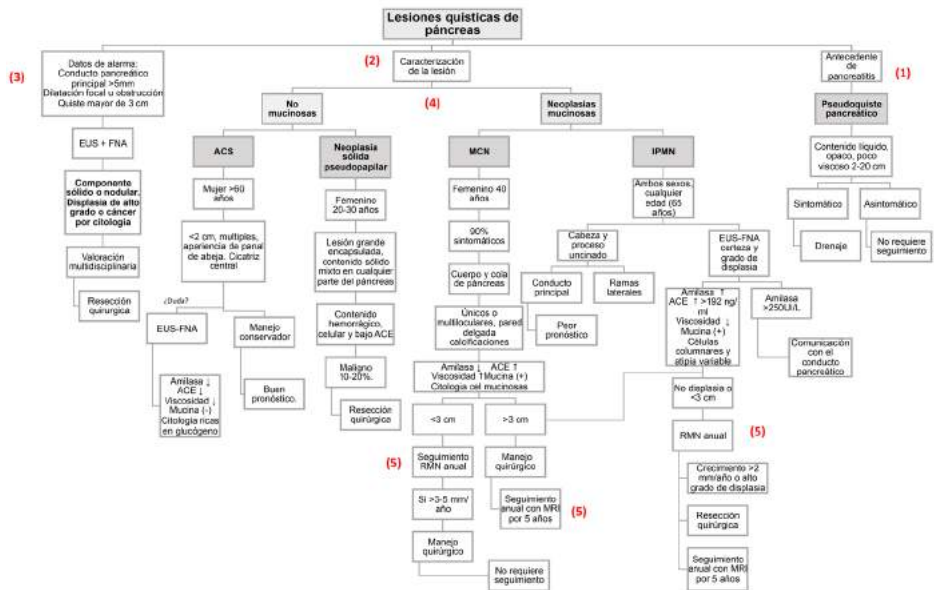 Lesiones quísticas de
páncreas
(3)
Datos de alarma:
Conducto pancreático
principal >5mm
Dilatación focal u obstrucción
Quiste mayor de 3 cm
(2)
Caracterización
de la lesión
Antecedente
de
pancreatitis
(1)
(4)
No
mucinosas
Neoplasias
mucinosas
Pseudoquiste
pancreático
EUS + FNA
ACS
Neoplasia
sólida
pseudopapilar
MCN
IPMN
Contenido líquido,
opaco, poco
viscoso 2-20 cm
Componente
sólido o nodular.
Displasia de alto
grado o cáncer por
citología
Mujer >60
años
Femenino
20-30 años
Femenino 40
años
Ambos sexos,
cualquier
edad (65
años)
Sintomático
Asintomático
<2 cm, multiples,
apariencia de panal
de abeja. Cicatriz
central
Lesión grande
encapsulada,
contenido sólido
mixto en cualquier
parte del páncreas
90%
sintomáticos
Cabeza y
proceso
uncinado
EUS-FNA
certeza y
grado de
displasia
Drenaje
No requiere
seguimiento
Valoración
multidisciplinaria
Cuerpo y cola
de páncreas
Conducto
principal
Ramas
laterales
Resección
quirurgica
¿Duda?
EUS-FNA
Manejo
conservador
Contenido
hemorrágico,
celular y bajo ACE
Únicos o
multiloculares, pared
delgada
calcificaciones
Peor
pronóstico
Amilasa ↑
ACE ↑ >192 ng/
ml
Viscosidad ↓
Mucina (+)
Células
columnares y
atipia variable
Amilasa
>250UI/L
Comunicación
con el
conducto
pancreático
Amilasa ↓
ACE ↓
Viscosidad ↓
Mucina (-)
Citología ricas
en glucógeno
Buen
pronóstico.
Maligno
10-20%.
Amilasa ↓ ACE ↑
Viscosidad ↑Mucina (+)
Citologia cel mucinosas
No displasia o
<3 cm
Resección
quirúrgica
<3 cm
>3 cm
RMN anual
(5)
(5)
Seguimiento
RMN anual
Manejo
quirúrgico
Crecimiento >2
mm/año o alto
grado de displasia
Si >3-5 mm/
año
Seguimiento
anual con MRI
por 5 años
(5)
Resección
quirúrgica
Manejo
quirúrgico
No requiere
seguimiento
Seguimiento
anual con MRI
por 5 años